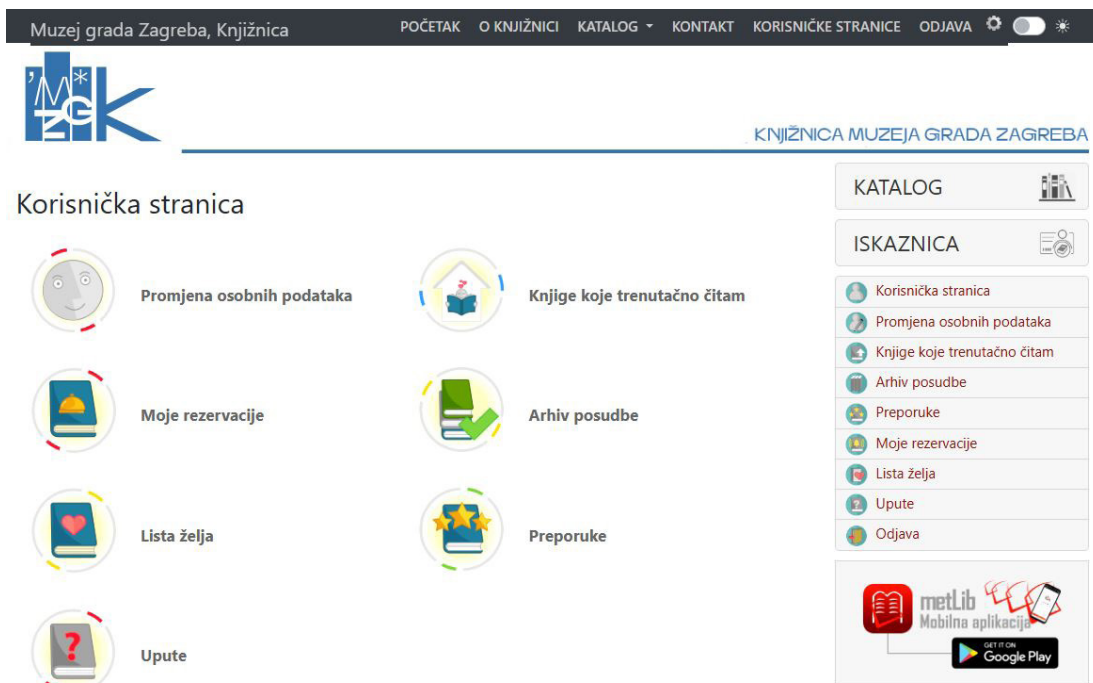 Muzej grada Zagreba, Knjižnica
POČETAK O KNJIŽNICI KATALOG KONTAKT KORISNIČKE STRANICE ODJAVA
KNJIŽNICA MUZEJA GRADA ZAGREBA
Korisnička stranica
Promjena osobnih podataka
Knjige koje trenutačno čitam
Moje rezervacije
Arhiv posudbe
Lista želja
Preporuke
Upute
KATALOG
ISKAZNICA
Korisnička stranica
Promjena osobnih podataka
Knjige koje trenutačno čitam
Arhiv posudbe
Preporuke
Moje rezervacije
Lista želja
Upute
Odjava
metLib
Mobilna aplikacija
GET IT ON
Google Play